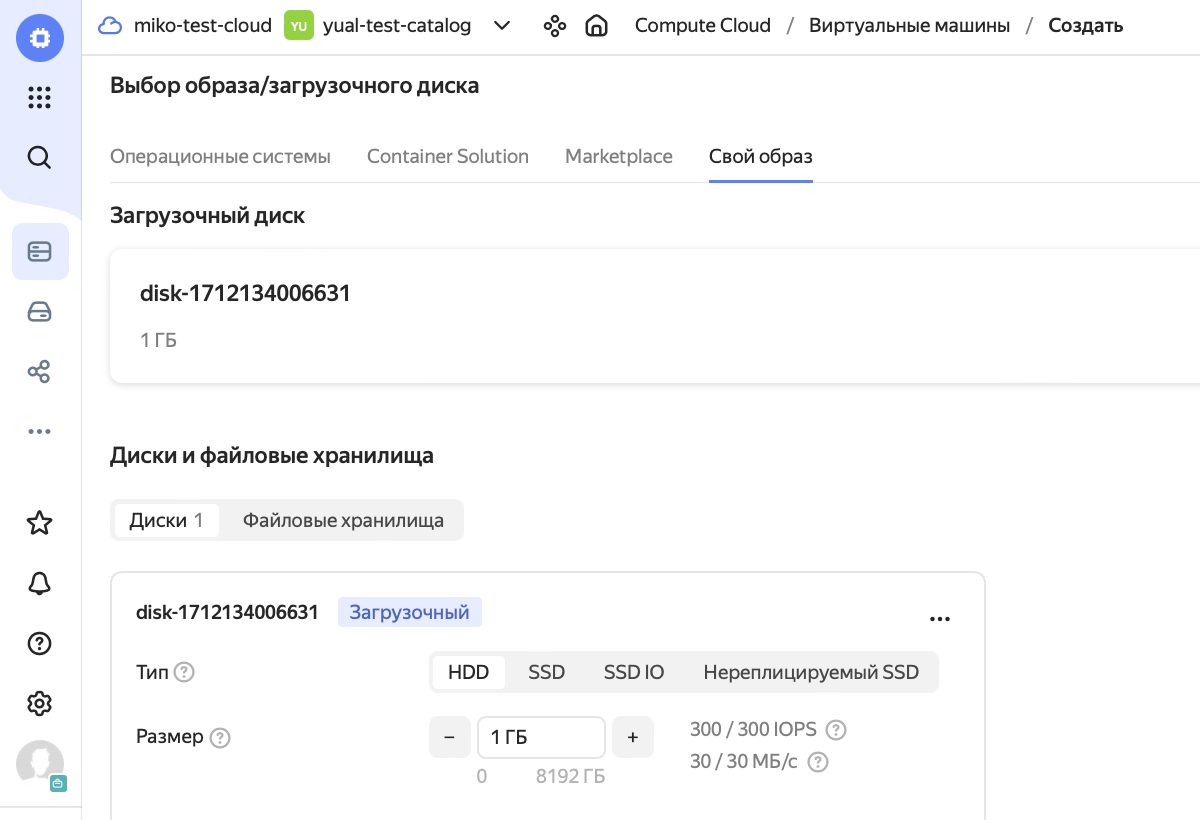 miko-test-cloud YU yual-test-catalog Compute Cloud / Виртуальные машины / Создать
Выбор образа/загрузочного диска
Операционные системы Container Solution Marketplace Свой образ
Загрузочный диск
disk-1712134006631
1 ГБ
Диски и файловые хранилища
Диски 1 Файловые хранилища
disk-1712134006631 Загрузочный ...
Тип ? HDD SSD SSD IO Нереплицируемый SSD
Размер ? − 1 ГБ + 300 / 300 IOPS ?
30 / 30 МБ/с ?
0 8192 ГБ